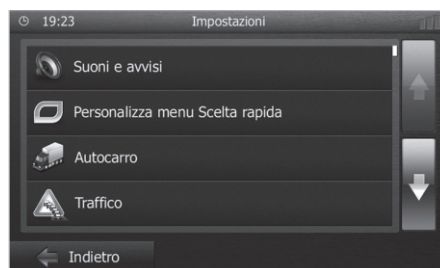 19:23 Impostazioni
Suoni e avvisi
Personalizza menu Scelta rapida
Autocarro
Traffico
Indietro